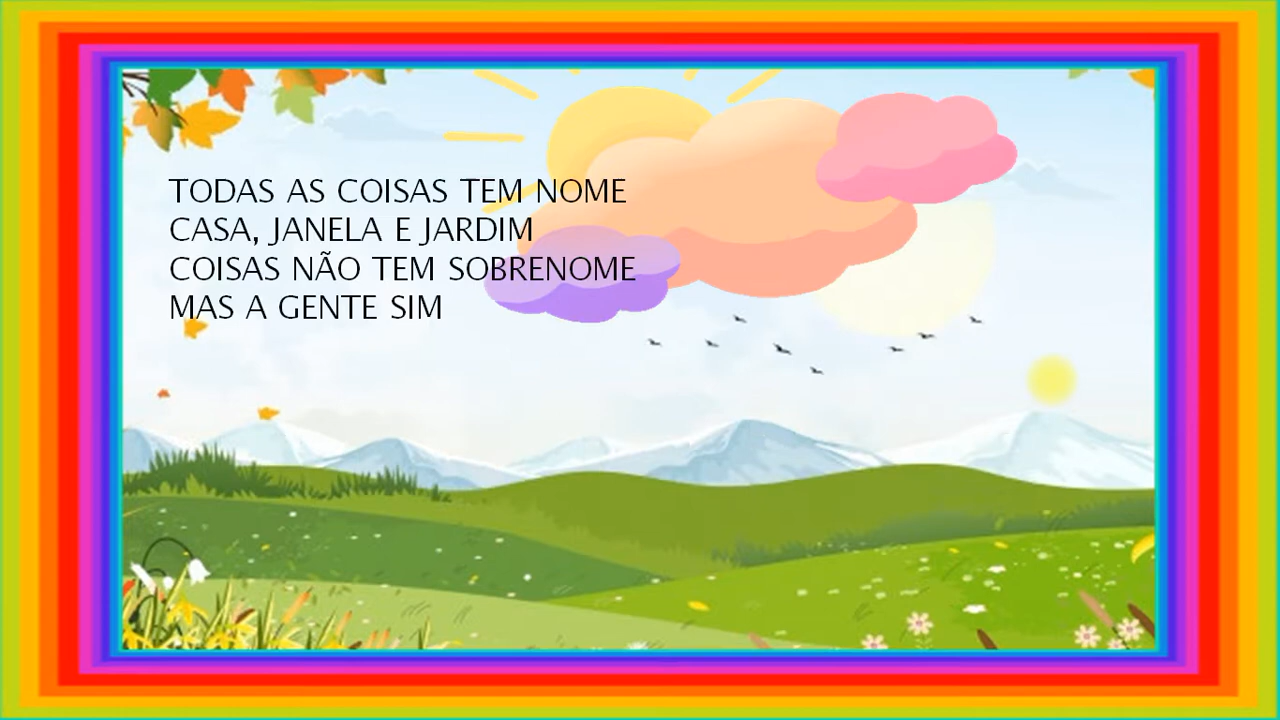 TODAS AS COISAS TEM NOME
CASA, JANELA E JARDIM
COISAS NÃO TEM SOBRENOME
MAS A GENTE SIM